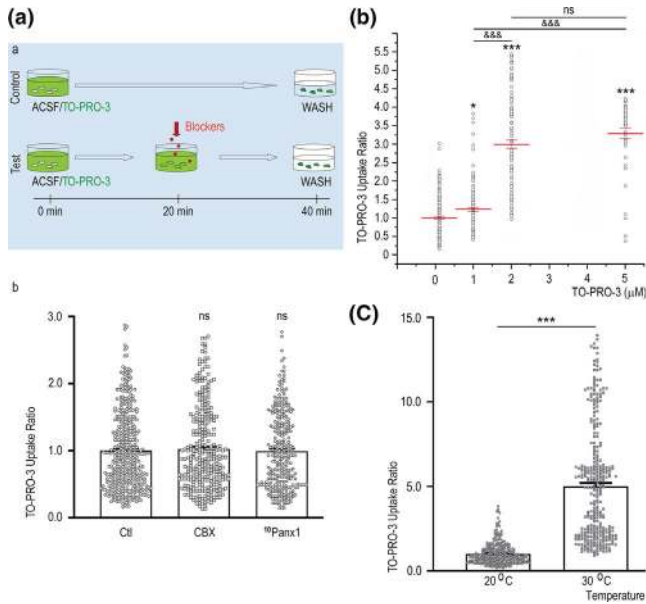 (a)
a
Control
ACSF/TO-PRO-3
WASH
Blockers
Test
ACSF/TO-PRO-3
WASH
0 min
20 min
40 min
(b)
ns
&&&
&&&
***
*
***
TO-PRO-3 Uptake Ratio
5.5
5.0
4.5
4.0
3.5
3.0
2.5
2.0
1.5
1.0
0.5
0.0
0 1 2 3 4 5
TO-PRO-3 (μM)
b
ns ns
TO-PRO-3 Uptake Ratio
3.0
2.0
1.0
0.0
Ctl CBX ¹⁰Panx1
(C)
***
TO-PRO-3 Uptake Ratio
15.0
10.0
5.0
0.0
20 ⁰C 30 ⁰C
Temperature